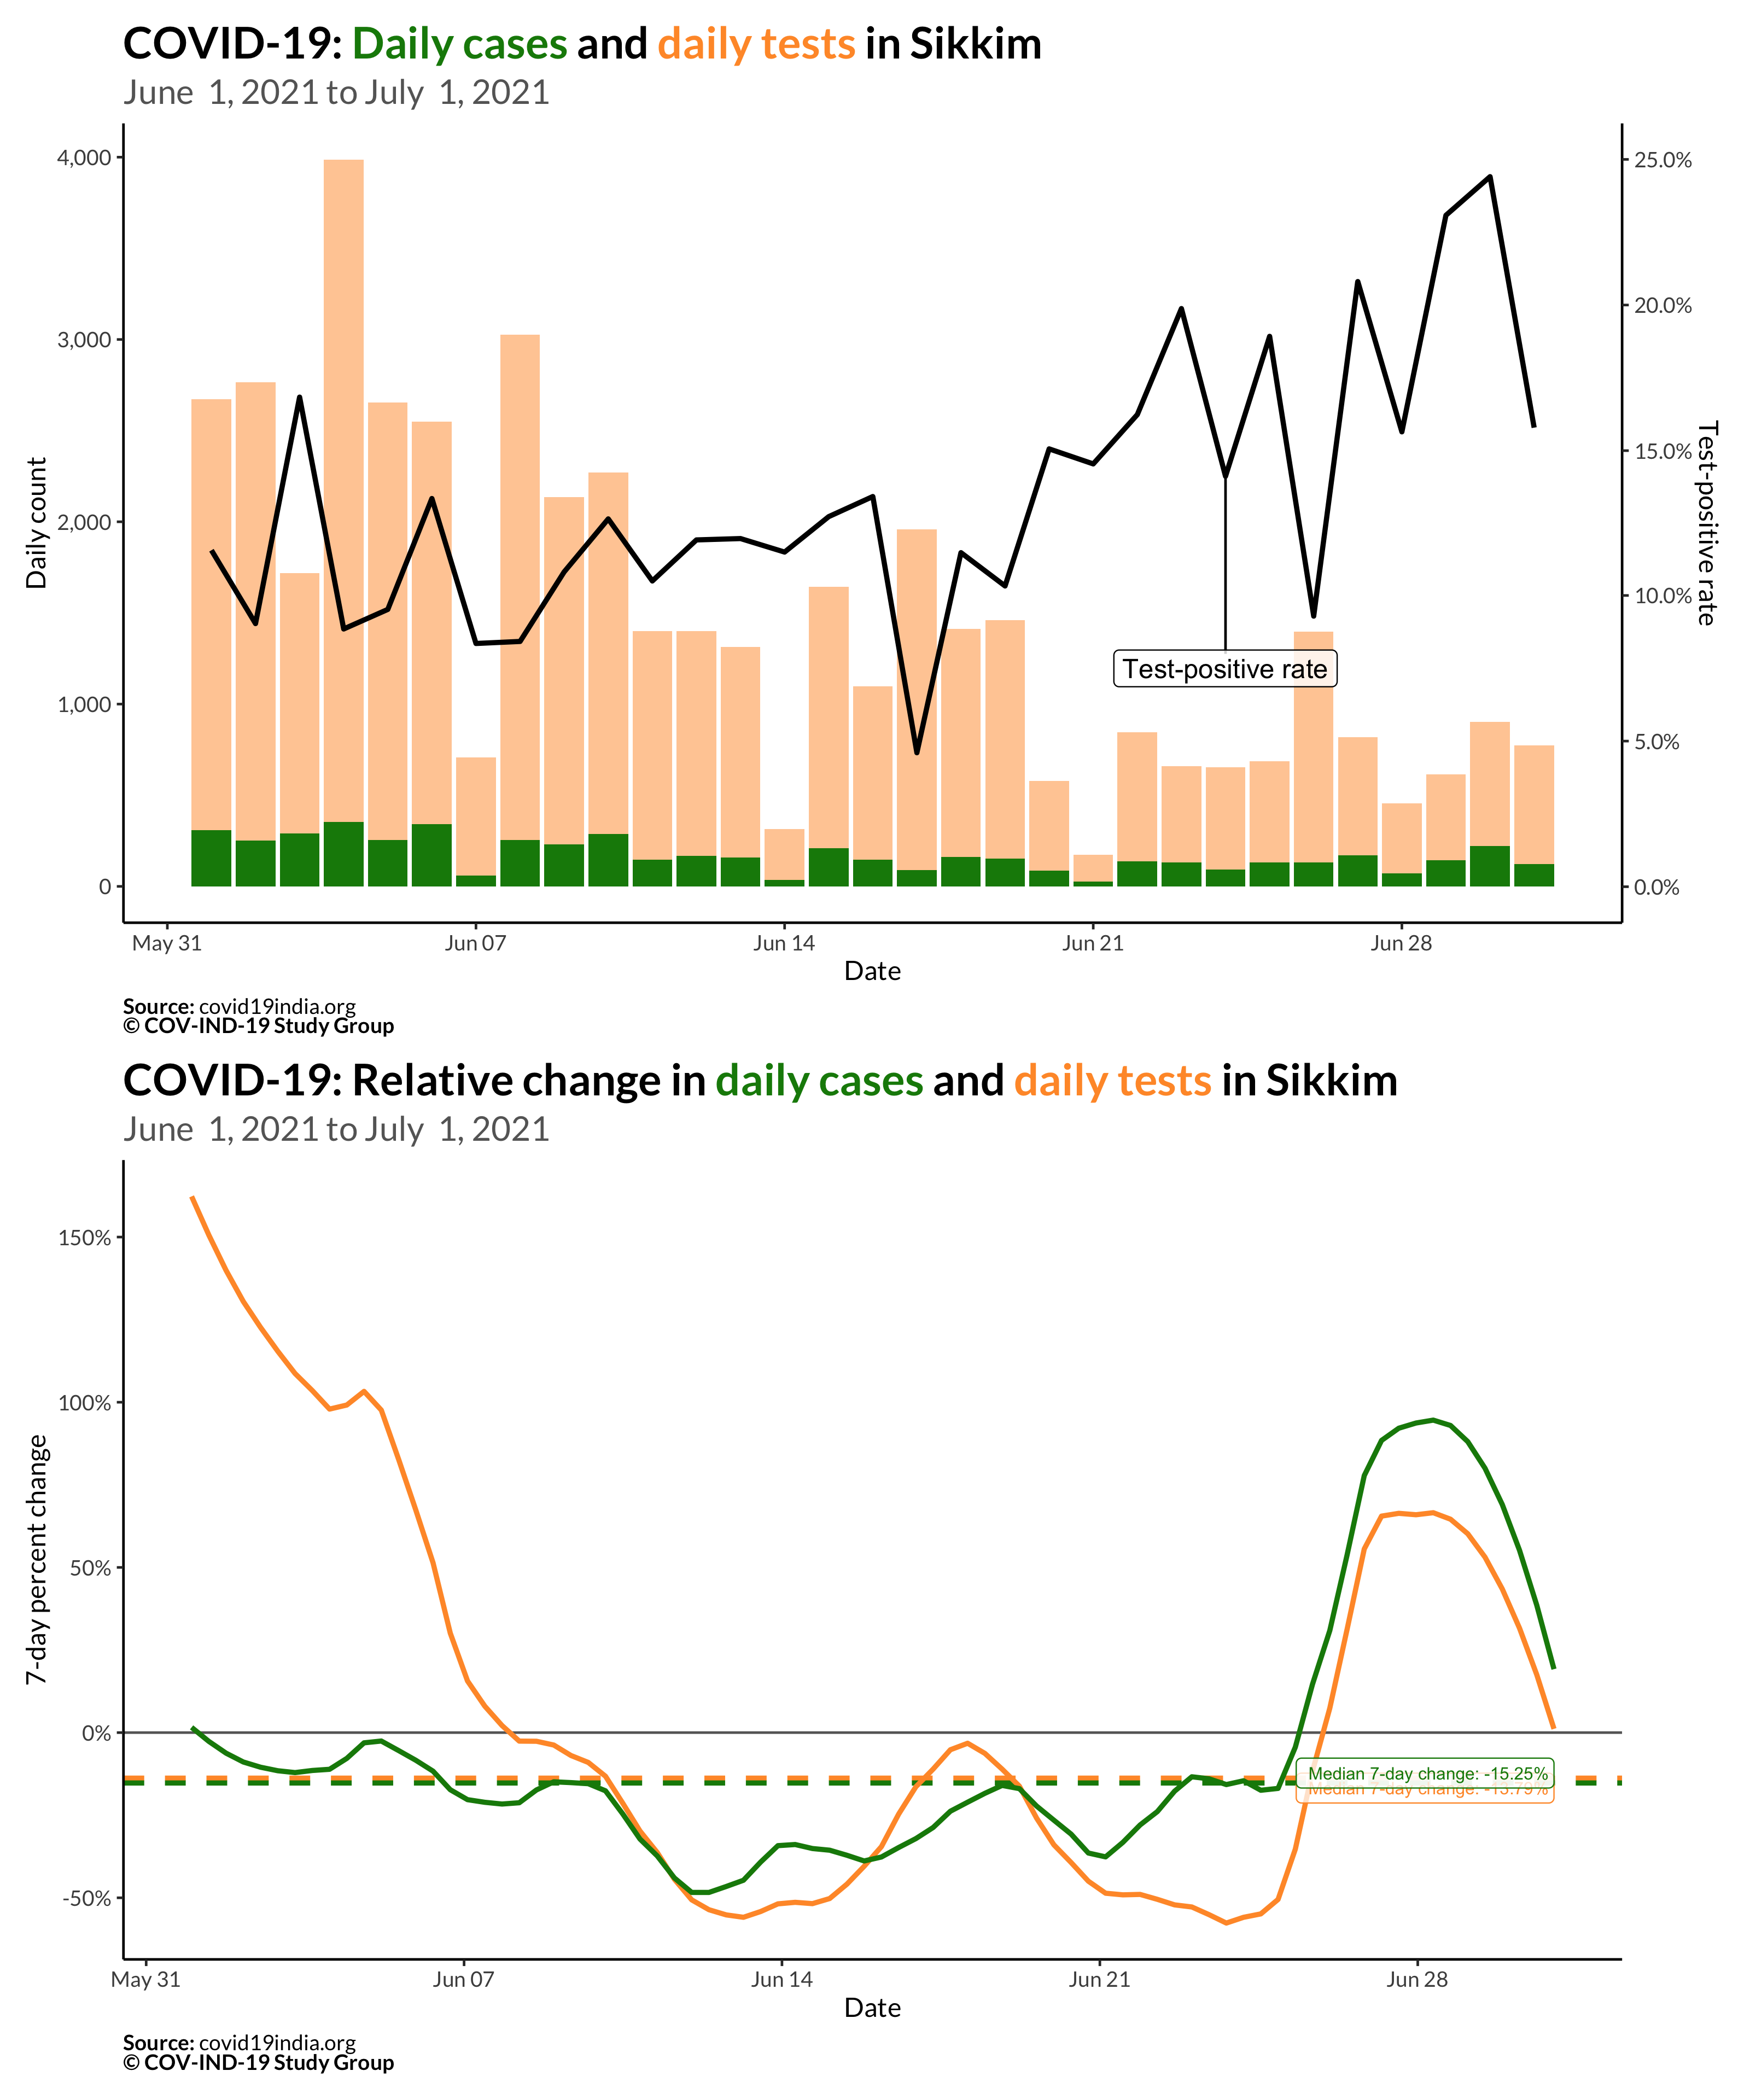 COVID-19: Daily cases and daily tests in Sikkim
June 1, 2021 to July 1, 2021
4,000
3,000
2,000
1,000
0
Daily count
25.0%
20.0%
15.0%
10.0%
5.0%
0.0%
Test-positive rate
Test-positive rate
May 31
Jun 07
Jun 14
Jun 21
Jun 28
Date
Source: covid19india.org
© COV-IND-19 Study Group
COVID-19: Relative change in daily cases and daily tests in Sikkim
June 1, 2021 to July 1, 2021
150%
100%
50%
0%
-50%
7-day percent change
Median 7-day change: -15.25%
Median 7-day change: -13.79%
May 31
Jun 07
Jun 14
Jun 21
Jun 28
Date
Source: covid19india.org
© COV-IND-19 Study Group